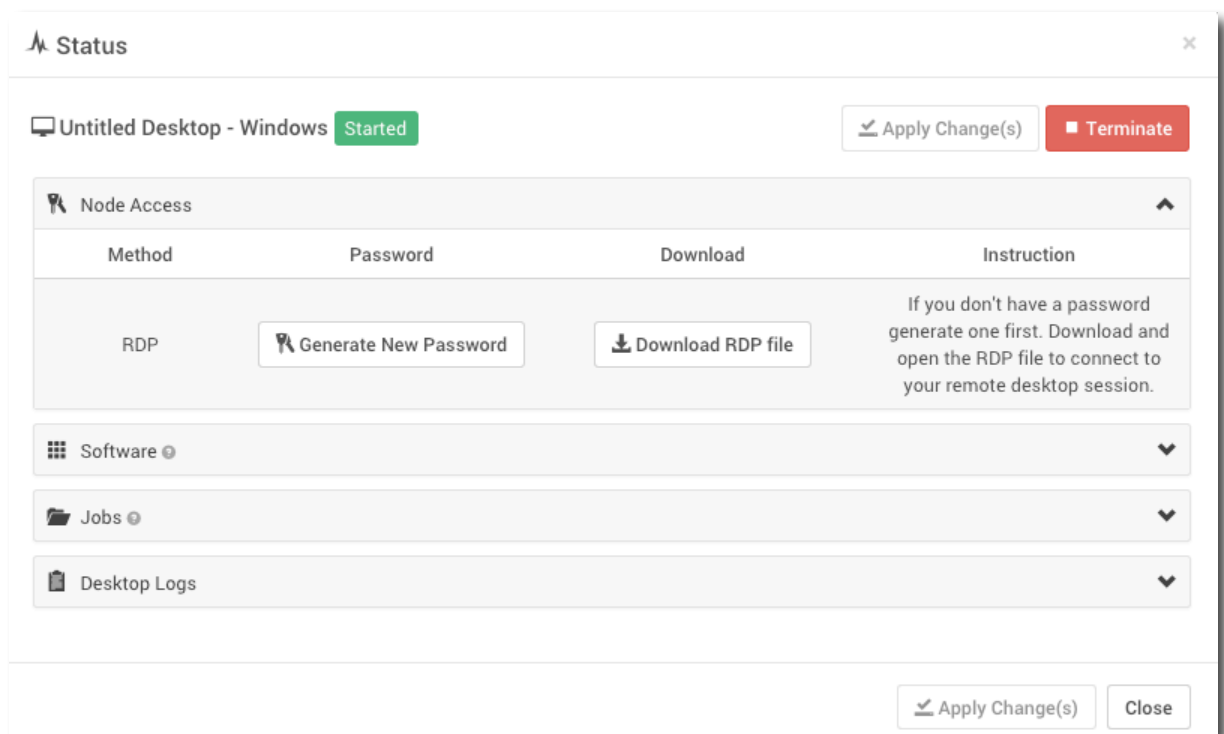 Status
×
Untitled Desktop - Windows Started
Apply Change(s) Terminate
Node Access
Method Password Download Instruction
RDP Generate New Password Download RDP file
If you don't have a password
generate one first. Download and
open the RDP file to connect to
your remote desktop session.
Software ?
Jobs ?
Desktop Logs
Apply Change(s) Close